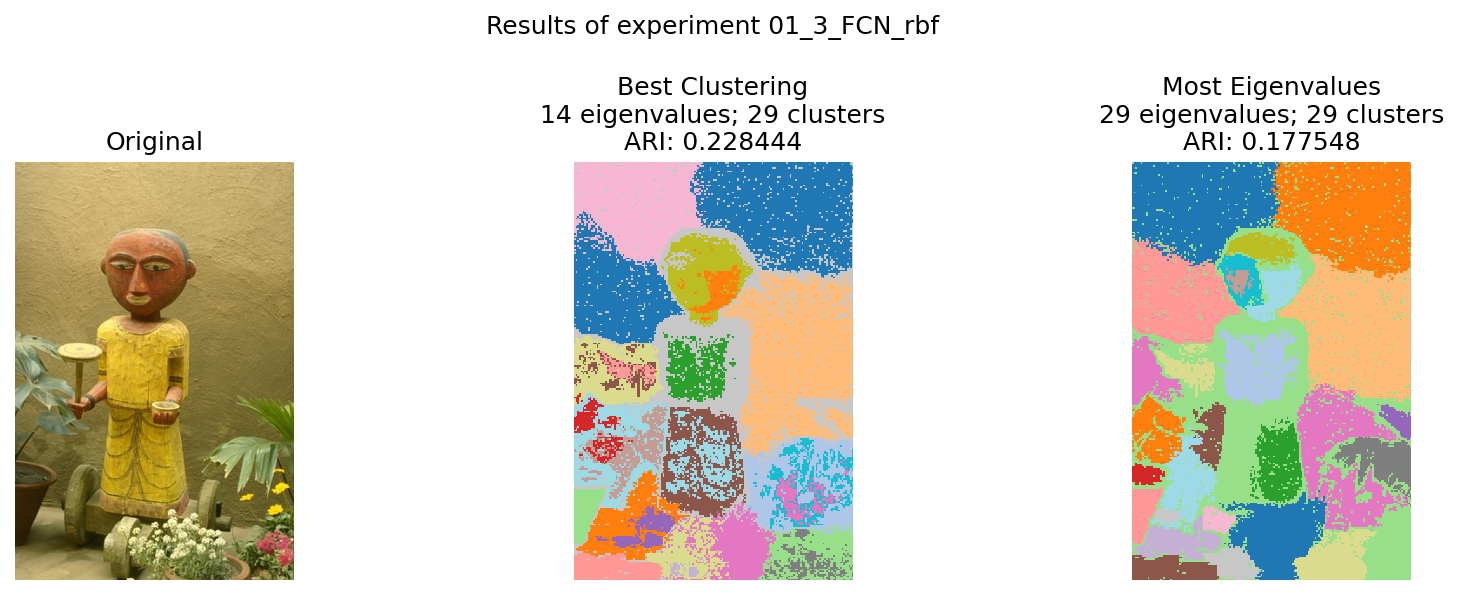 Results of experiment 01_3_FCN_rbf
Original
Best Clustering
14 eigenvalues; 29 clusters
ARI: 0.228444
Most Eigenvalues
29 eigenvalues; 29 clusters
ARI: 0.177548